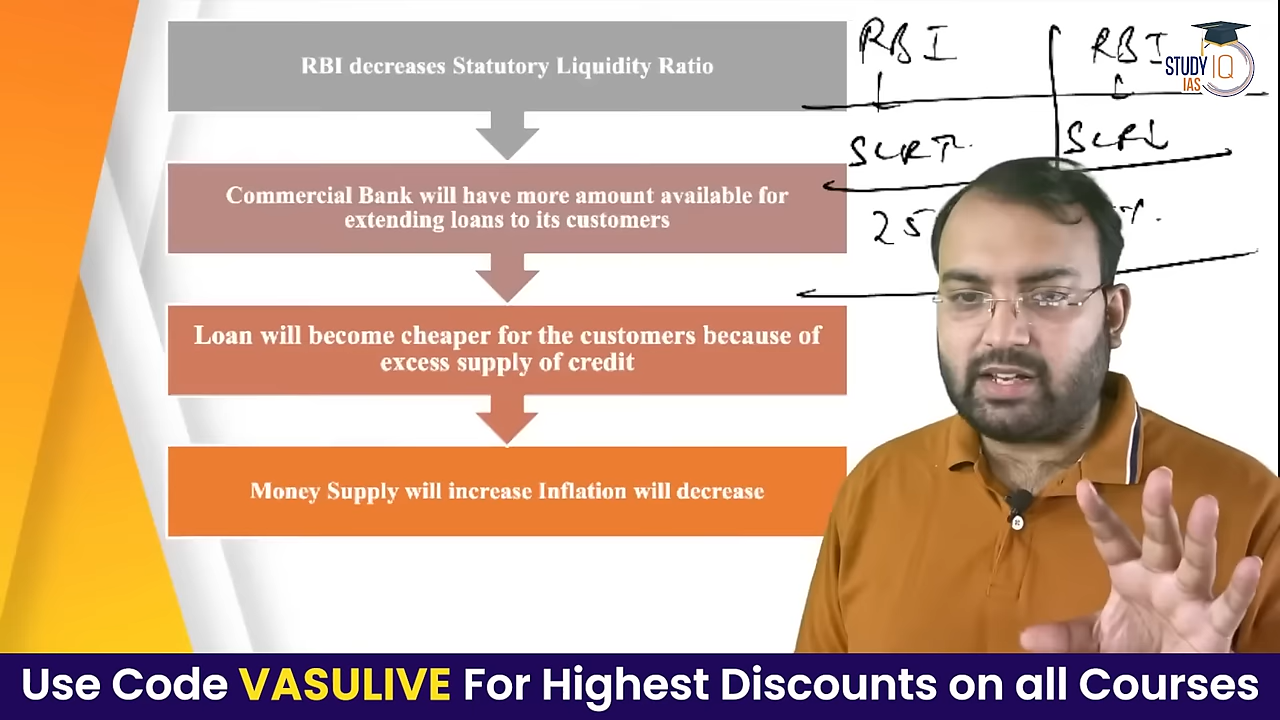 RBI decreases Statutory Liquidity Ratio
Commercial Bank will have more amount available for
extending loans to its customers
Loan will become cheaper for the customers because of
excess supply of credit
Money Supply will increase Inflation will decrease
RBI
RBI
SLR↑
SLR↓
25
%.
STUDY IQ
IAS
Use Code VASULIVE For Highest Discounts on all Courses